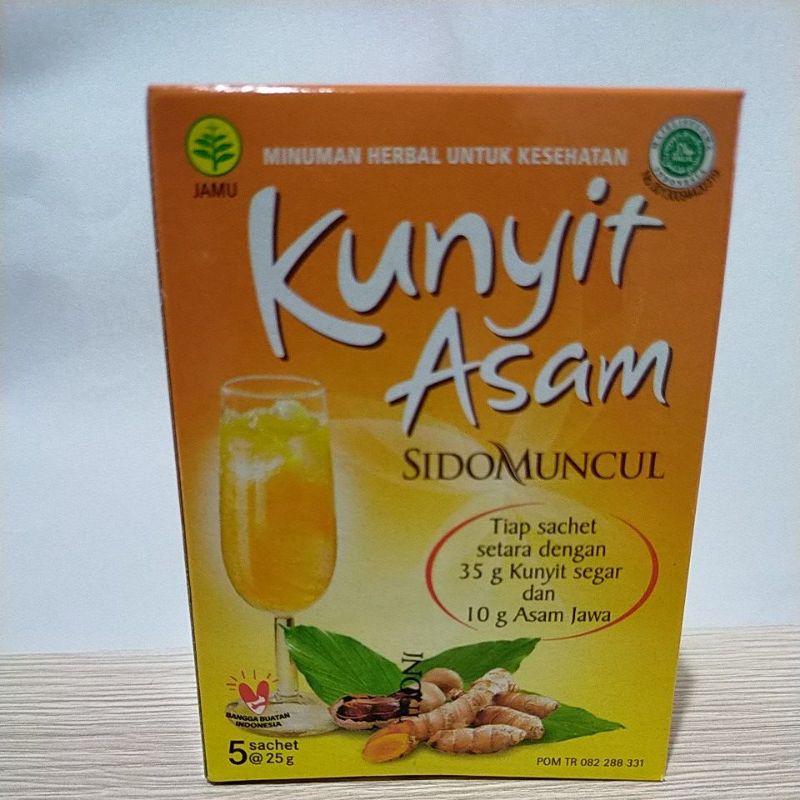 MINUMAN HERBAL UNTUK KESEHATAN
JAMU
Kunyit
Asam
SIDOMUNCUL
Tiap sachet
setara dengan
35 g Kunyit segar
dan
10 g Asam Jawa
BANGGA BUATAN
INDONESIA
5 sachet
@ 25 g
POM TR 082 288 331